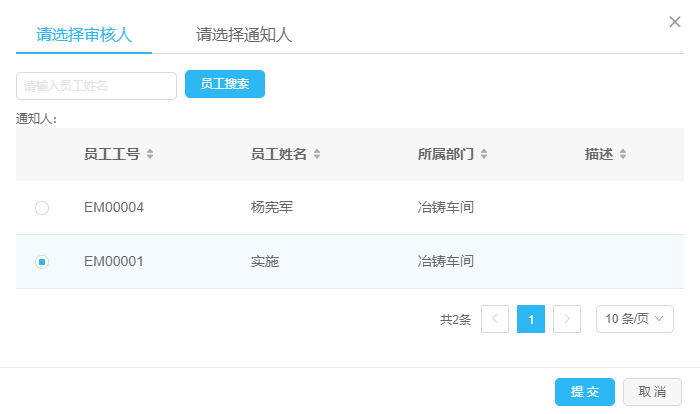 请选择审核人 请选择通知人
请输入员工姓名 员工搜索
通知人:
员工工号 员工姓名 所属部门 描述
EM00004 杨宪军 冶铸车间
EM00001 实施 冶铸车间
共2条 1 10 条/页
提 交 取 消